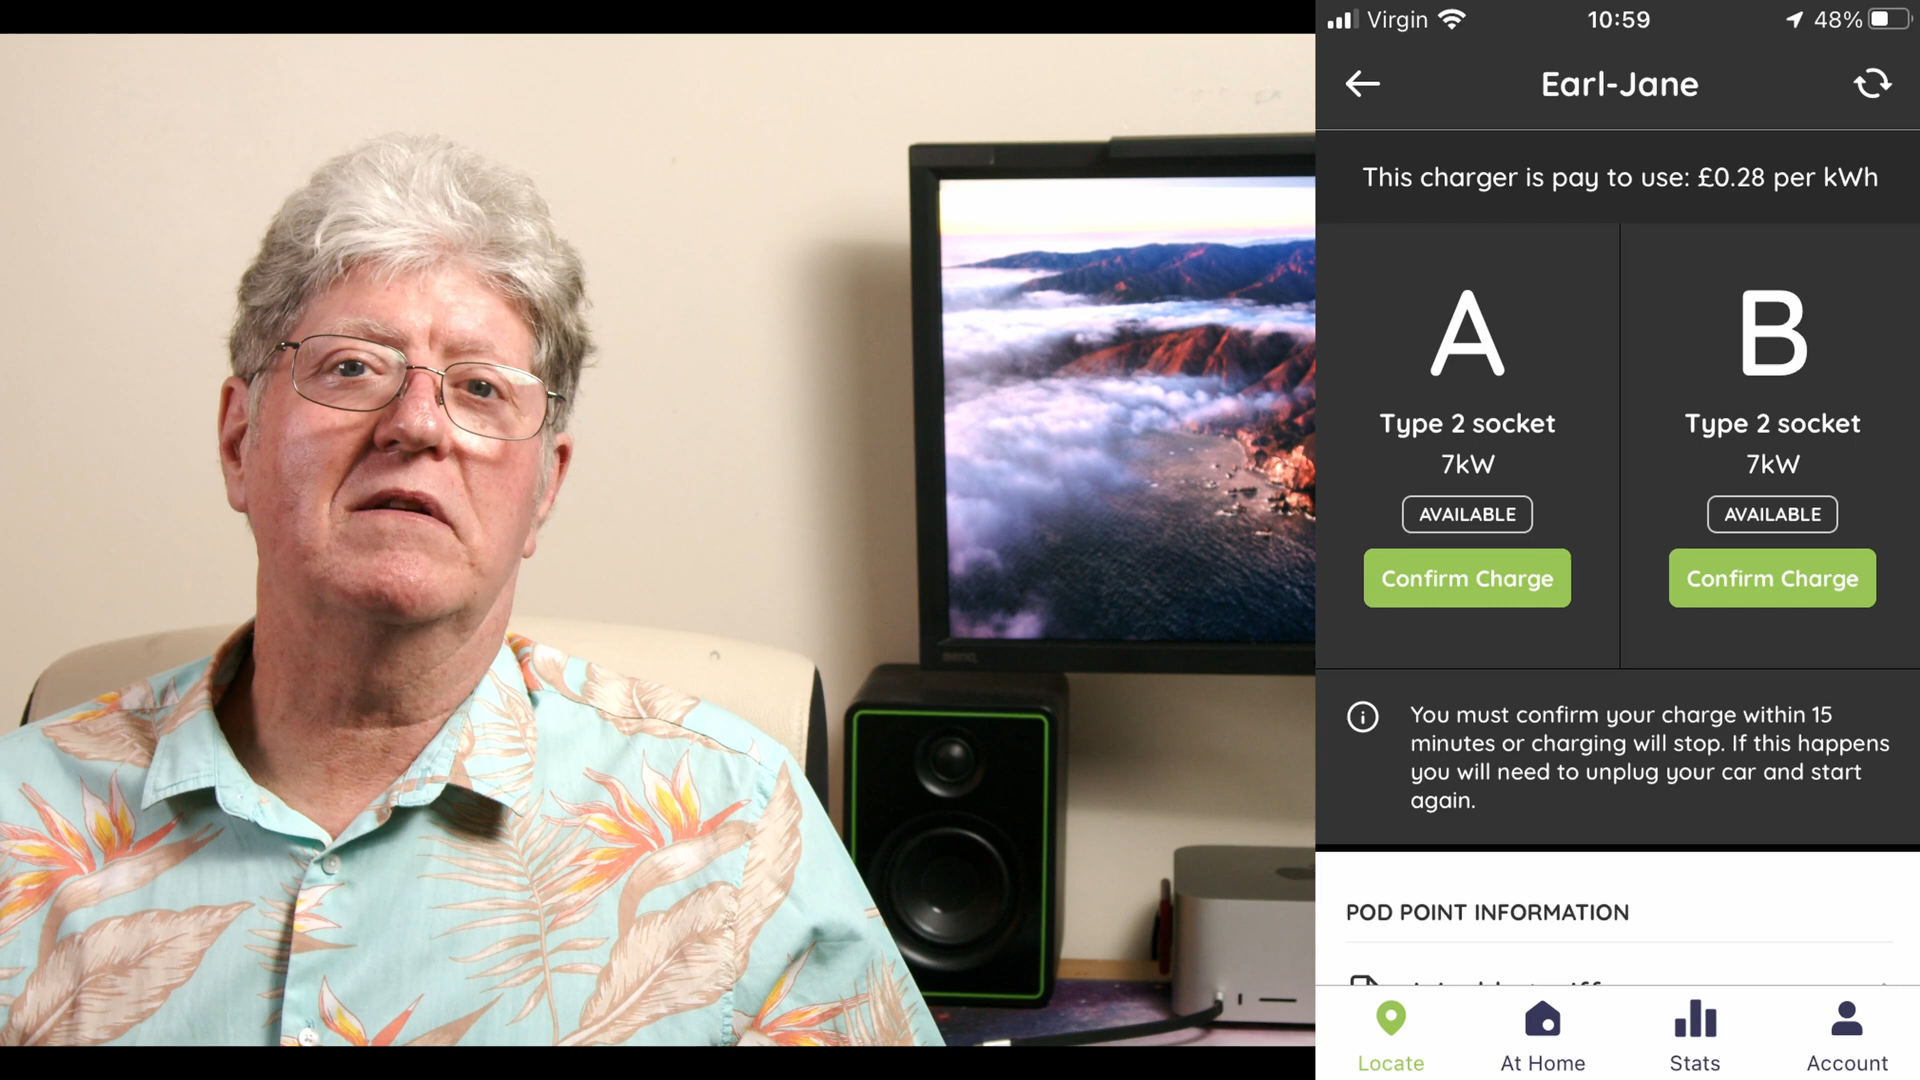 BenQ
Virgin 10:59 48%
Earl-Jane
This charger is pay to use: £0.28 per kWh
A
Type 2 socket
7kW
AVAILABLE
Confirm Charge
B
Type 2 socket
7kW
AVAILABLE
Confirm Charge
You must confirm your charge within 15
minutes or charging will stop. If this happens
you will need to unplug your car and start
again.
POD POINT INFORMATION
Locate
At Home
Stats
Account